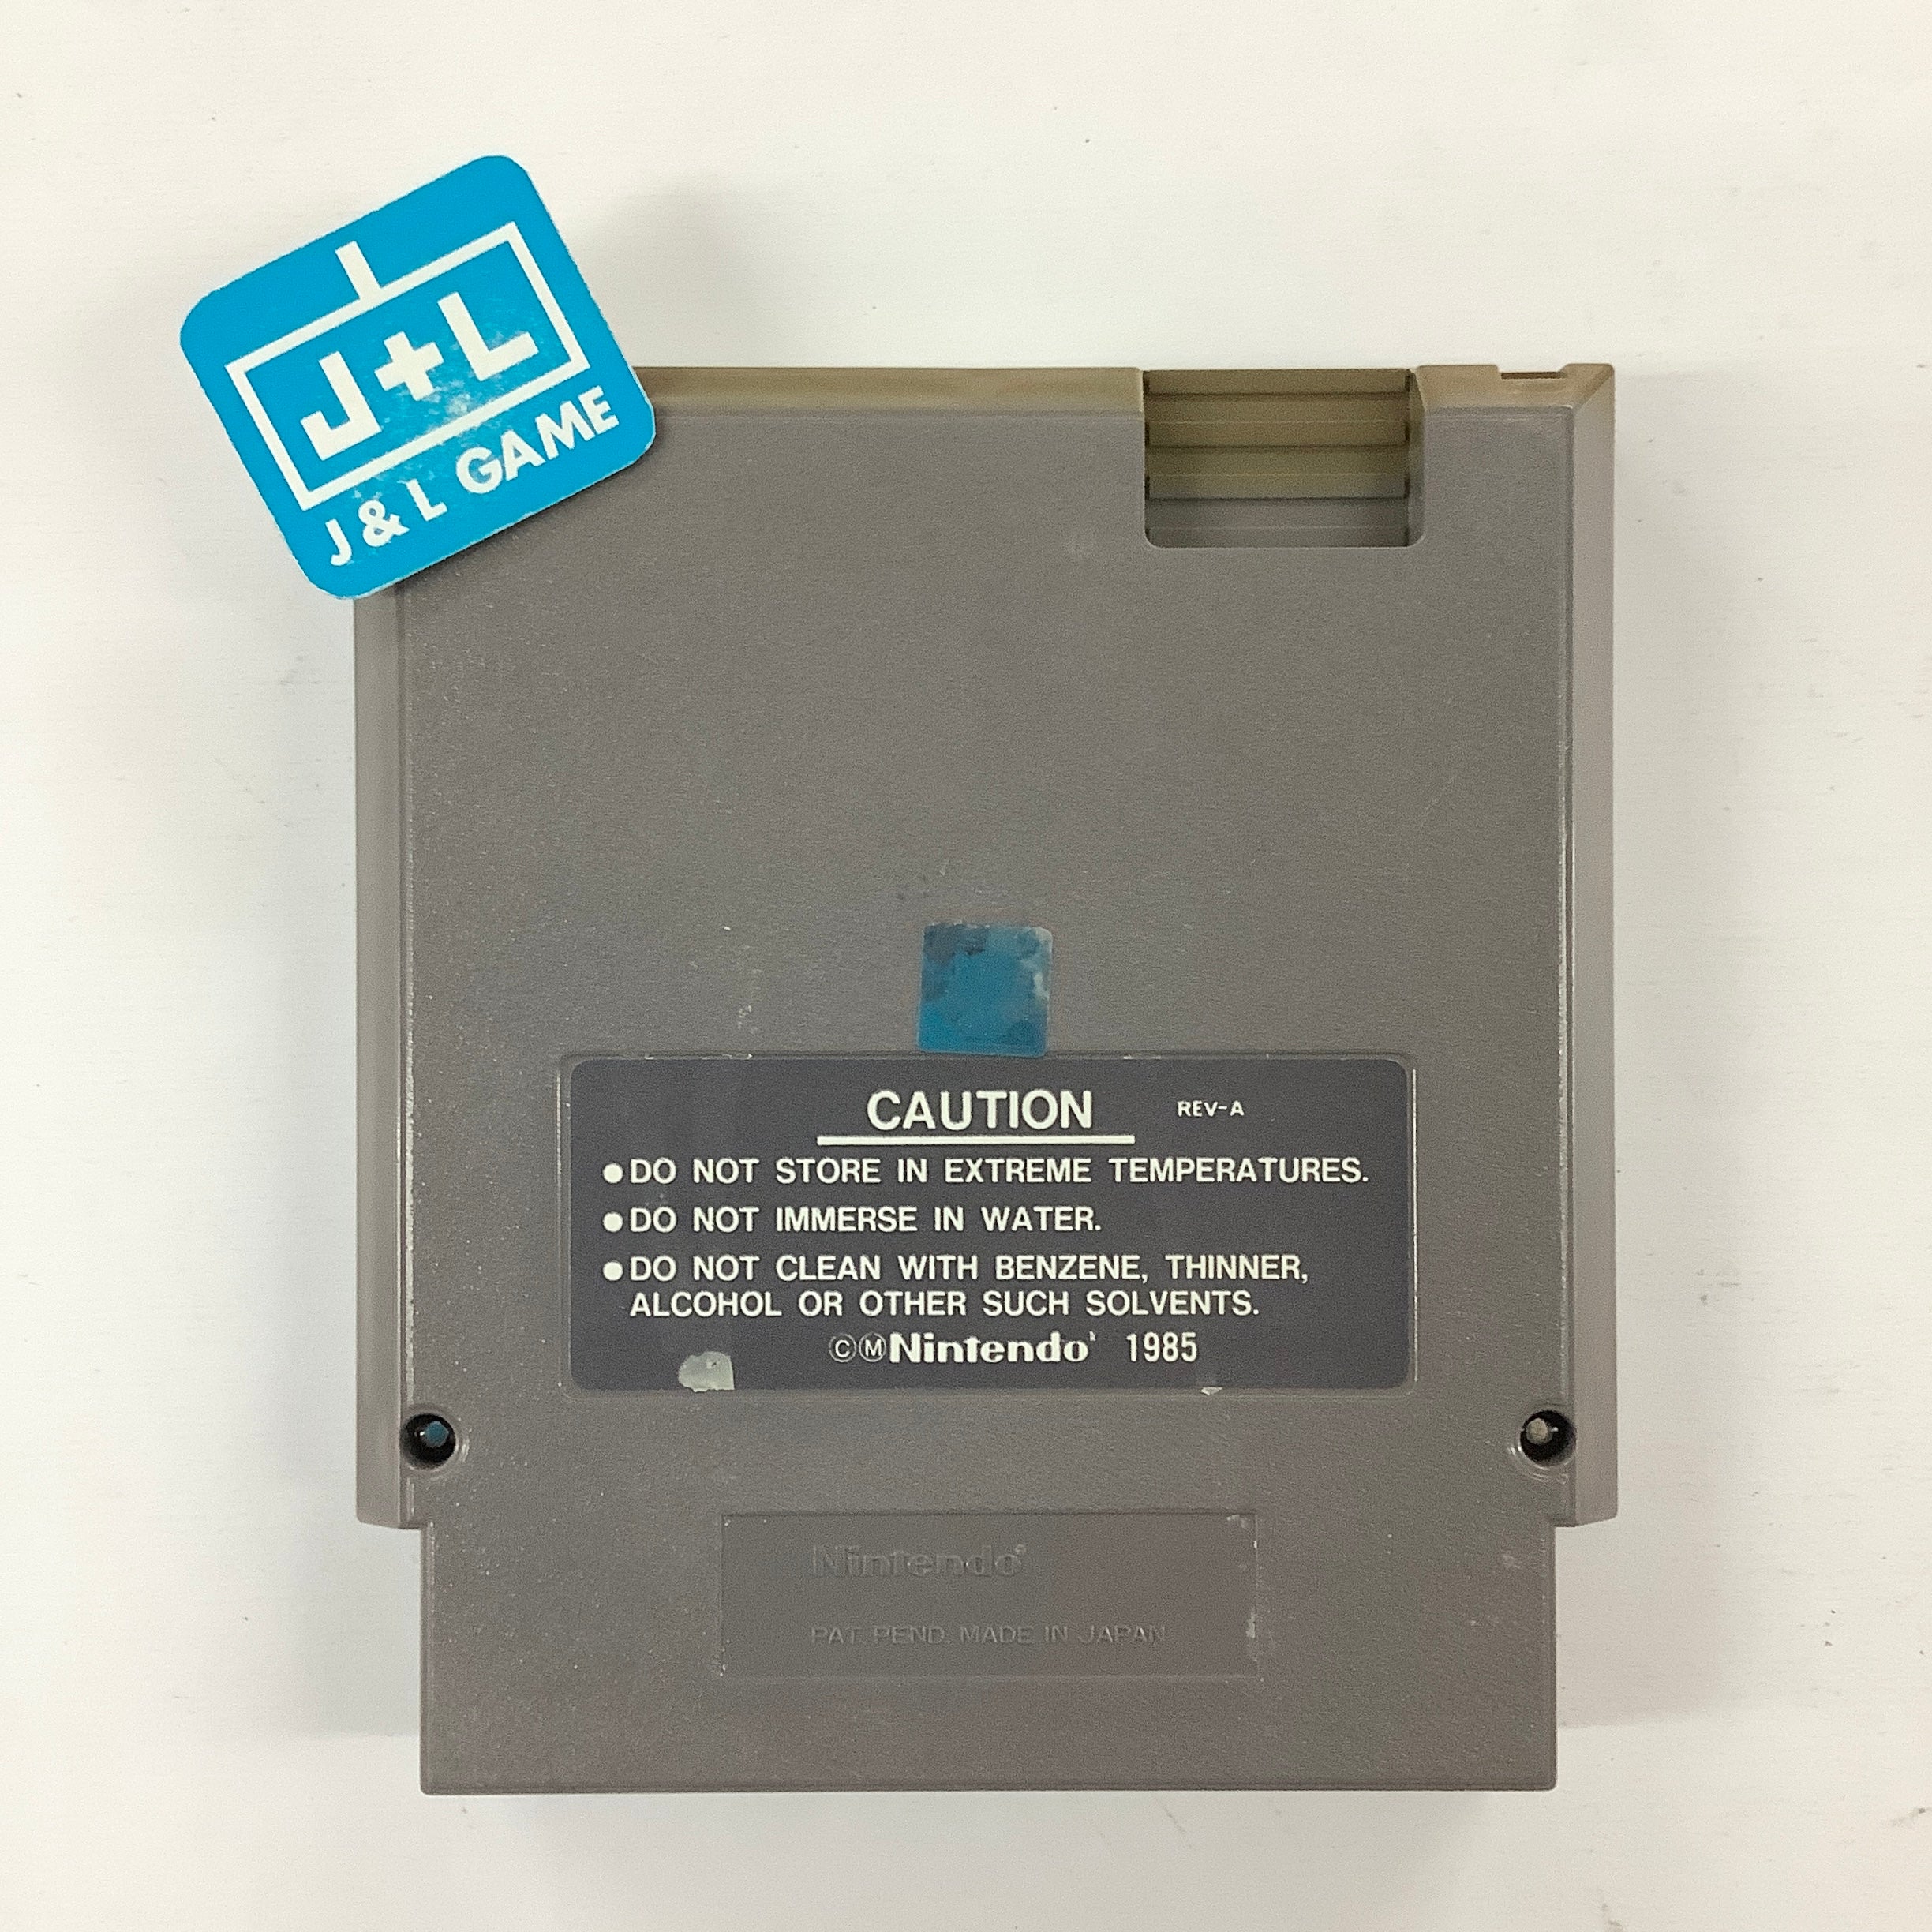 J+L
J & L GAME
CAUTION REV-A
●DO NOT STORE IN EXTREME TEMPERATURES.
●DO NOT IMMERSE IN WATER.
●DO NOT CLEAN WITH BENZENE, THINNER,
ALCOHOL OR OTHER SUCH SOLVENTS.
©ⓂNintendo® 1985
Nintendo®
PAT. PEND. MADE IN JAPAN